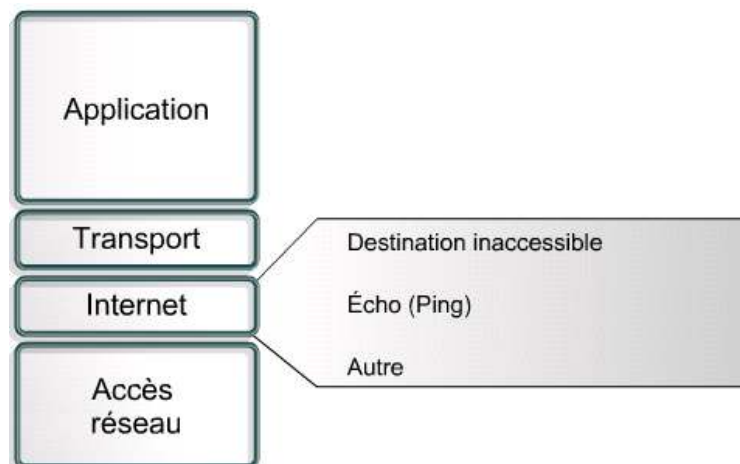 Application
Transport
Internet
Accès
réseau
Destination inaccessible
Écho (Ping)
Autre